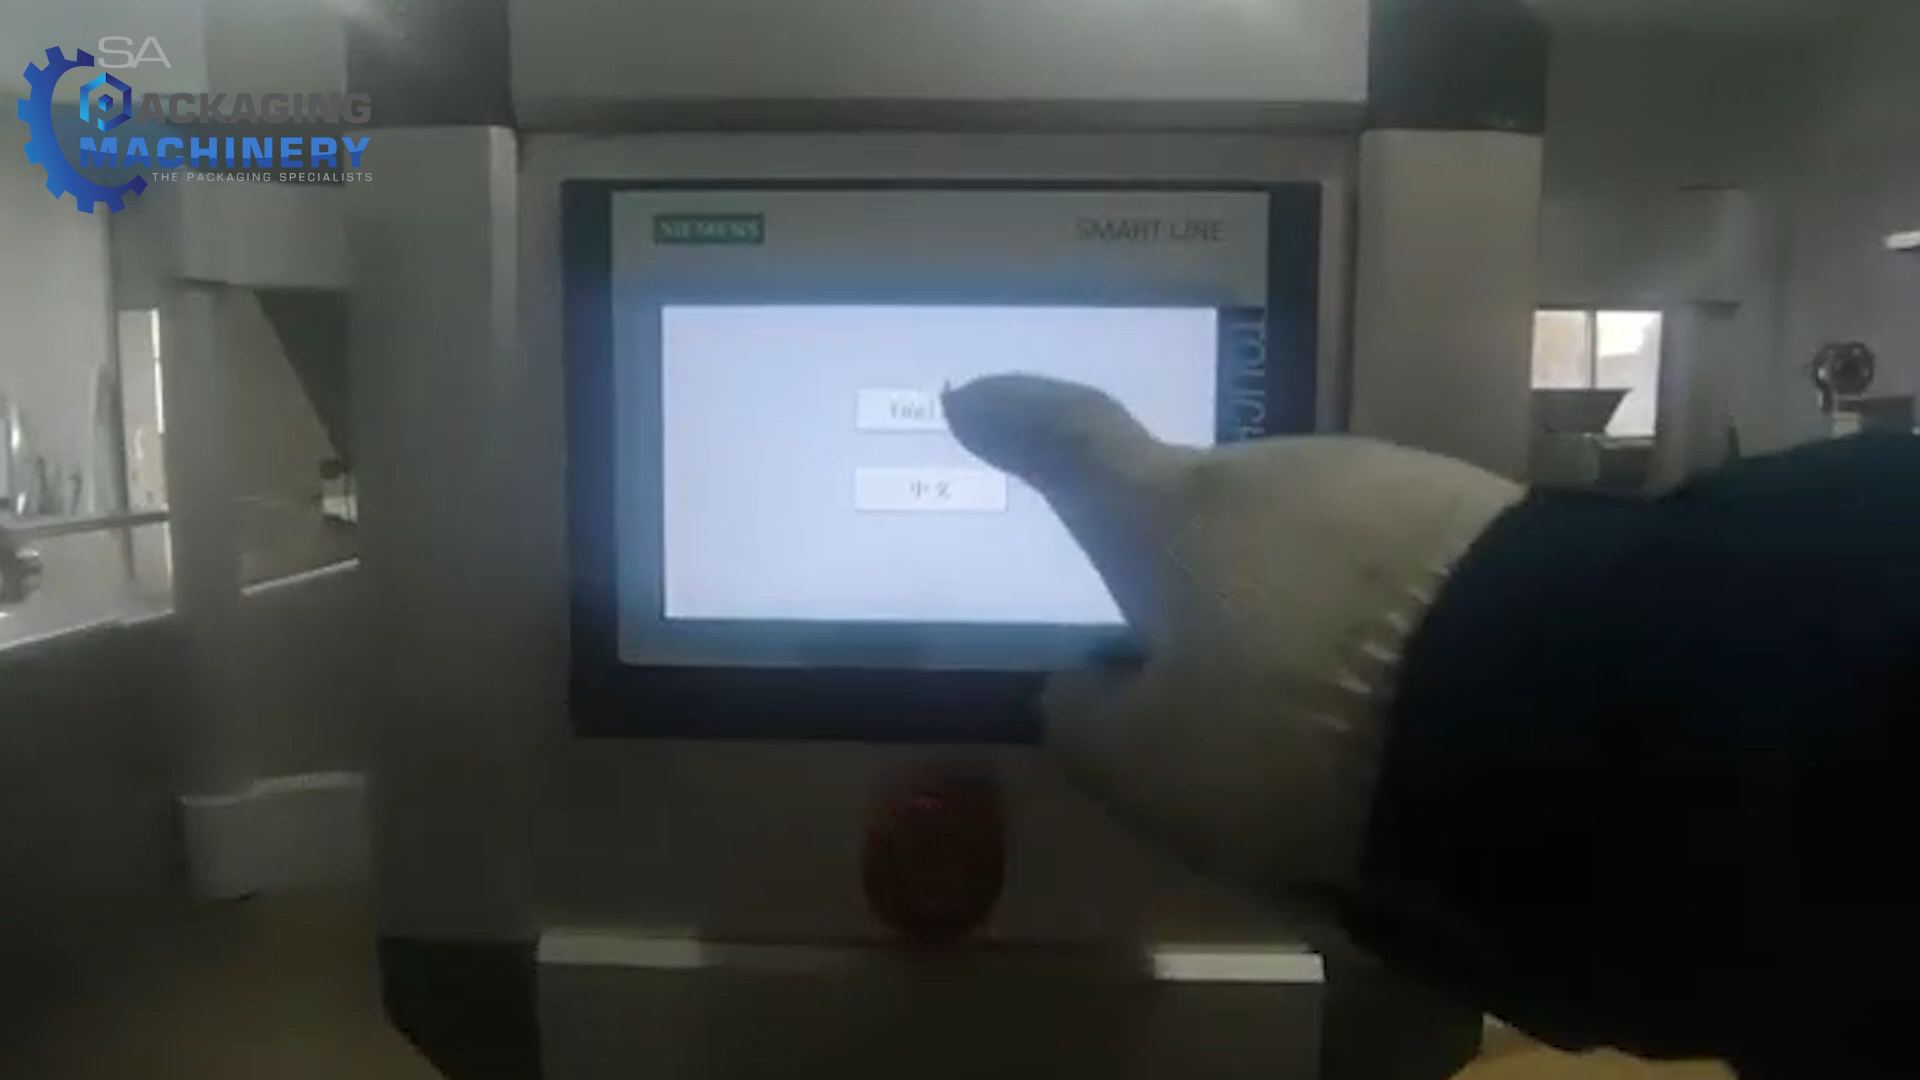 SA
PACKAGING
MACHINERY
THE PACKAGING SPECIALISTS
SIEMENS
SMART LINE
TOUCH
中文